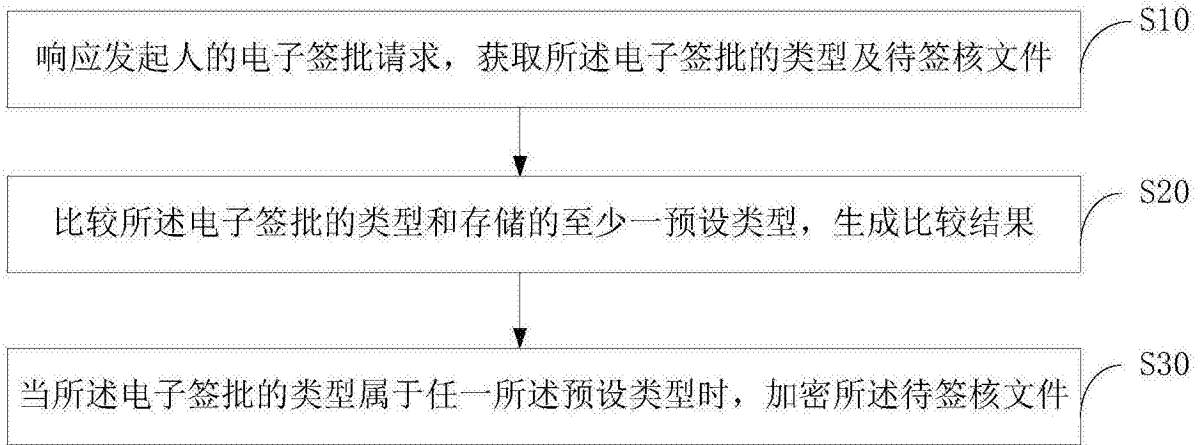 S10
响应发起人的电子签批请求，获取所述电子签批的类型及待签核文件
S20
比较所述电子签批的类型和存储的至少一预设类型，生成比较结果
S30
当所述电子签批的类型属于任一所述预设类型时，加密所述待签核文件